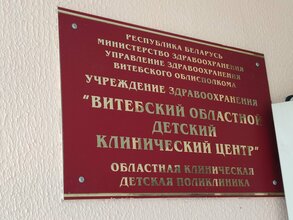 РЕСПУБЛИКА БЕЛАРУСЬ
МИНИСТЕРСТВО ЗДРАВООХРАНЕНИЯ
УПРАВЛЕНИЕ ЗДРАВООХРАНЕНИЯ
ВИТЕБСКОГО ОБЛИСПОЛКОМА
УЧРЕЖДЕНИЕ ЗДРАВООХРАНЕНИЯ
"ВИТЕБСКИЙ ОБЛАСТНОЙ
ДЕТСКИЙ
КЛИНИЧЕСКИЙ ЦЕНТР"
ОБЛАСТНАЯ КЛИНИЧЕСКАЯ
ДЕТСКАЯ ПОЛИКЛИНИКА